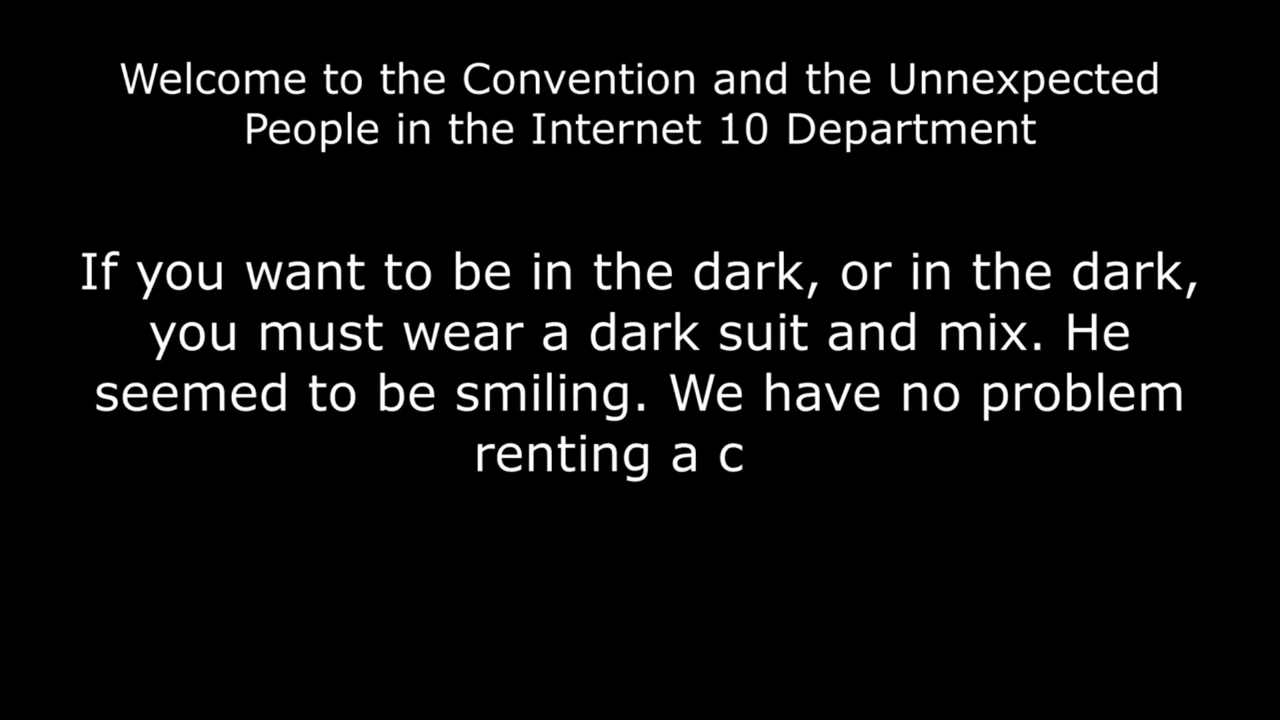 Welcome to the Convention and the Unnexpected
People in the Internet 10 Department
If you want to be in the dark, or in the dark,
you must wear a dark suit and mix. He
seemed to be smiling. We have no problem
renting a c